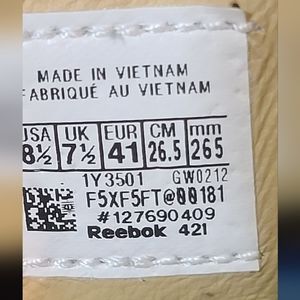 MADE IN VIETNAM
FABRIQUÉ AU VIETNAM
USA UK EUR CM mm
8½ 7½ 41 26.5 265
1Y3501 GW0212
F5XF5FT@00181
#127690409
Reebok 421